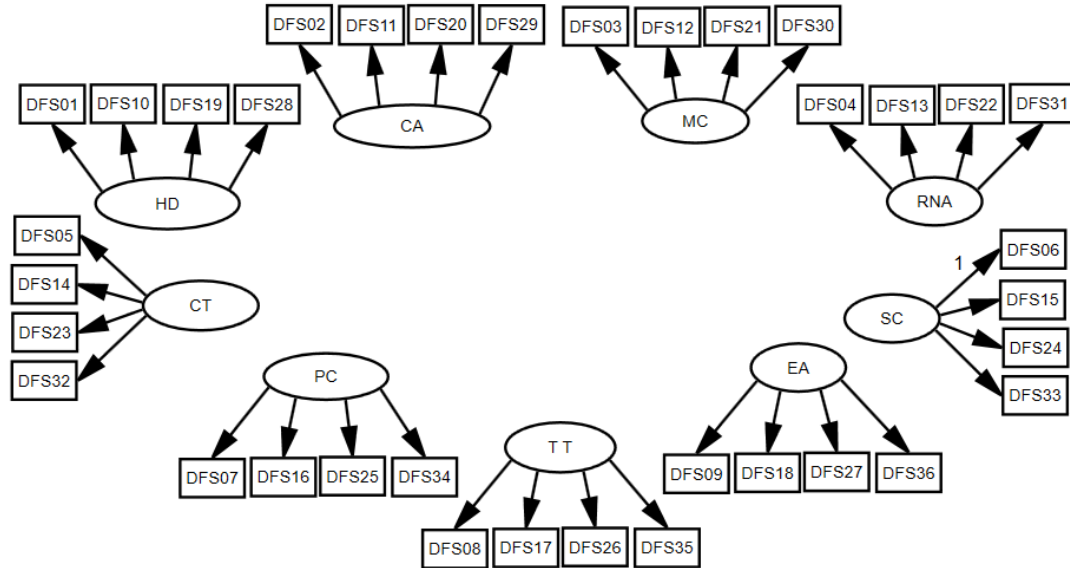 DFS02 DFS11 DFS20 DFS29
DFS03 DFS12 DFS21 DFS30
CA
MC
DFS01 DFS10 DFS19 DFS28
DFS04 DFS13 DFS22 DFS31
HD
RNA
DFS05
DFS14
DFS23
DFS32
CT
1
SC
DFS06
DFS15
DFS24
DFS33
PC
EA
DFS07 DFS16 DFS25 DFS34
T T
DFS09 DFS18 DFS27 DFS36
DFS08 DFS17 DFS26 DFS35